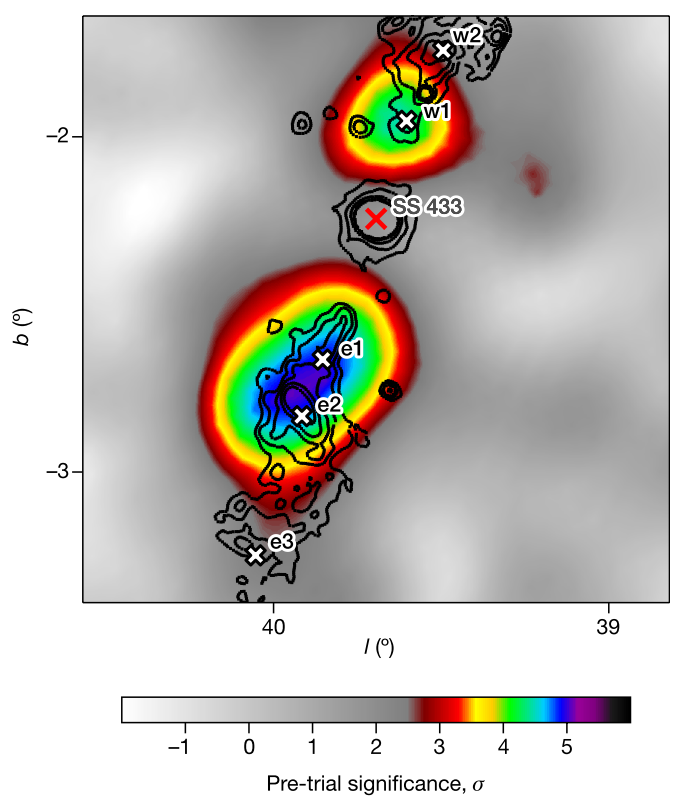 w2
w1
−2
SS 433
b (º)
e1
e2
−3
e3
40
39
l (º)
−1 0 1 2 3 4 5
Pre-trial significance, σ